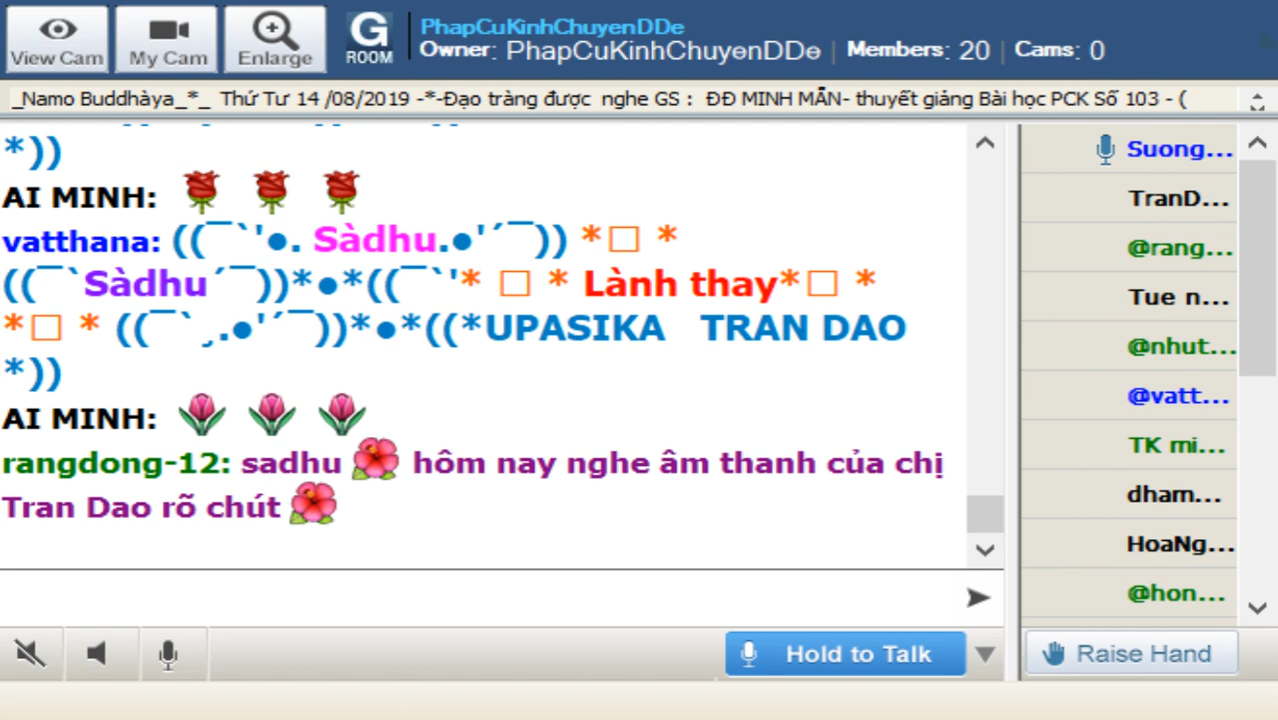 View Cam
My Cam
Enlarge
G
ROOM
PhapCuKinhChuyenDDe
Owner: PhapCuKinhChuyenDDe | Members: 20 | Cams: 0
_Namo Buddhàya_*_ Thứ Tư 14 /08/2019 -*-Đạo tràng được nghe GS : ĐĐ MINH MẪN- thuyết giảng Bài học PCK Số 103 - (
*))
AI MINH:
vatthana: ((¯`'●. Sàdhu.●'´¯)) *□ *
((¯`Sàdhu´¯))*●*((¯`'* □ * Lành thay*□ *
*□ * ((¯`¸.●'´¯))*●*((*UPASIKA TRAN DAO
*))
AI MINH:
rangdong-12: sadhu hôm nay nghe âm thanh của chị
Tran Dao rõ chút
Hold to Talk
Suong...
TranD...
@rang...
Tue n...
@nhut...
@vatt...
TK mi...
dham...
HoaNg...
@hon...
Raise Hand